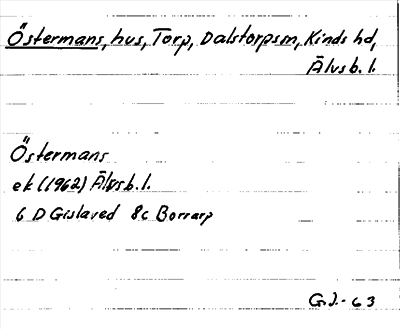 Östermans, hus, Torp, Dalstorpsm, Kinds hd,
Älvsb. l.
Östermans
ek (1962) Älvsb. l.
6 D Gislaved 8c Borrarp
G.J.-63